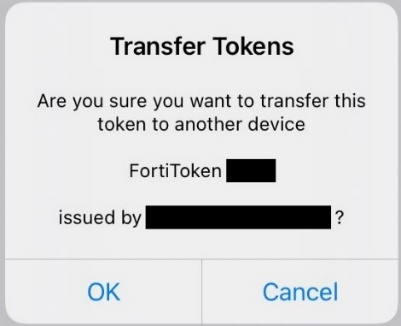 Transfer Tokens
Are you sure you want to transfer this
token to another device
FortiToken
issued by ?
OK
Cancel